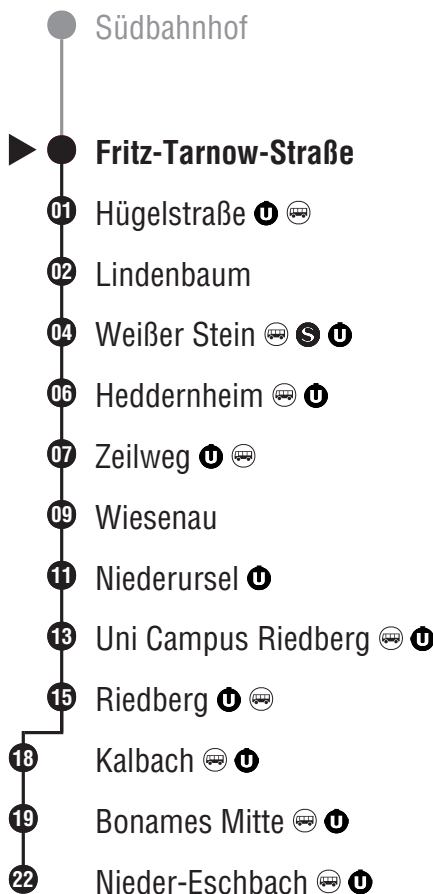 Südbahnhof
Fritz-Tarnow-Straße
01 Hügelstraße U
02 Lindenbaum
04 Weißer Stein S U
06 Heddernheim U
07 Zeilweg U
09 Wiesenau
11 Niederursel U
13 Uni Campus Riedberg U
15 Riedberg U
18 Kalbach U
19 Bonames Mitte U
22 Nieder-Eschbach U